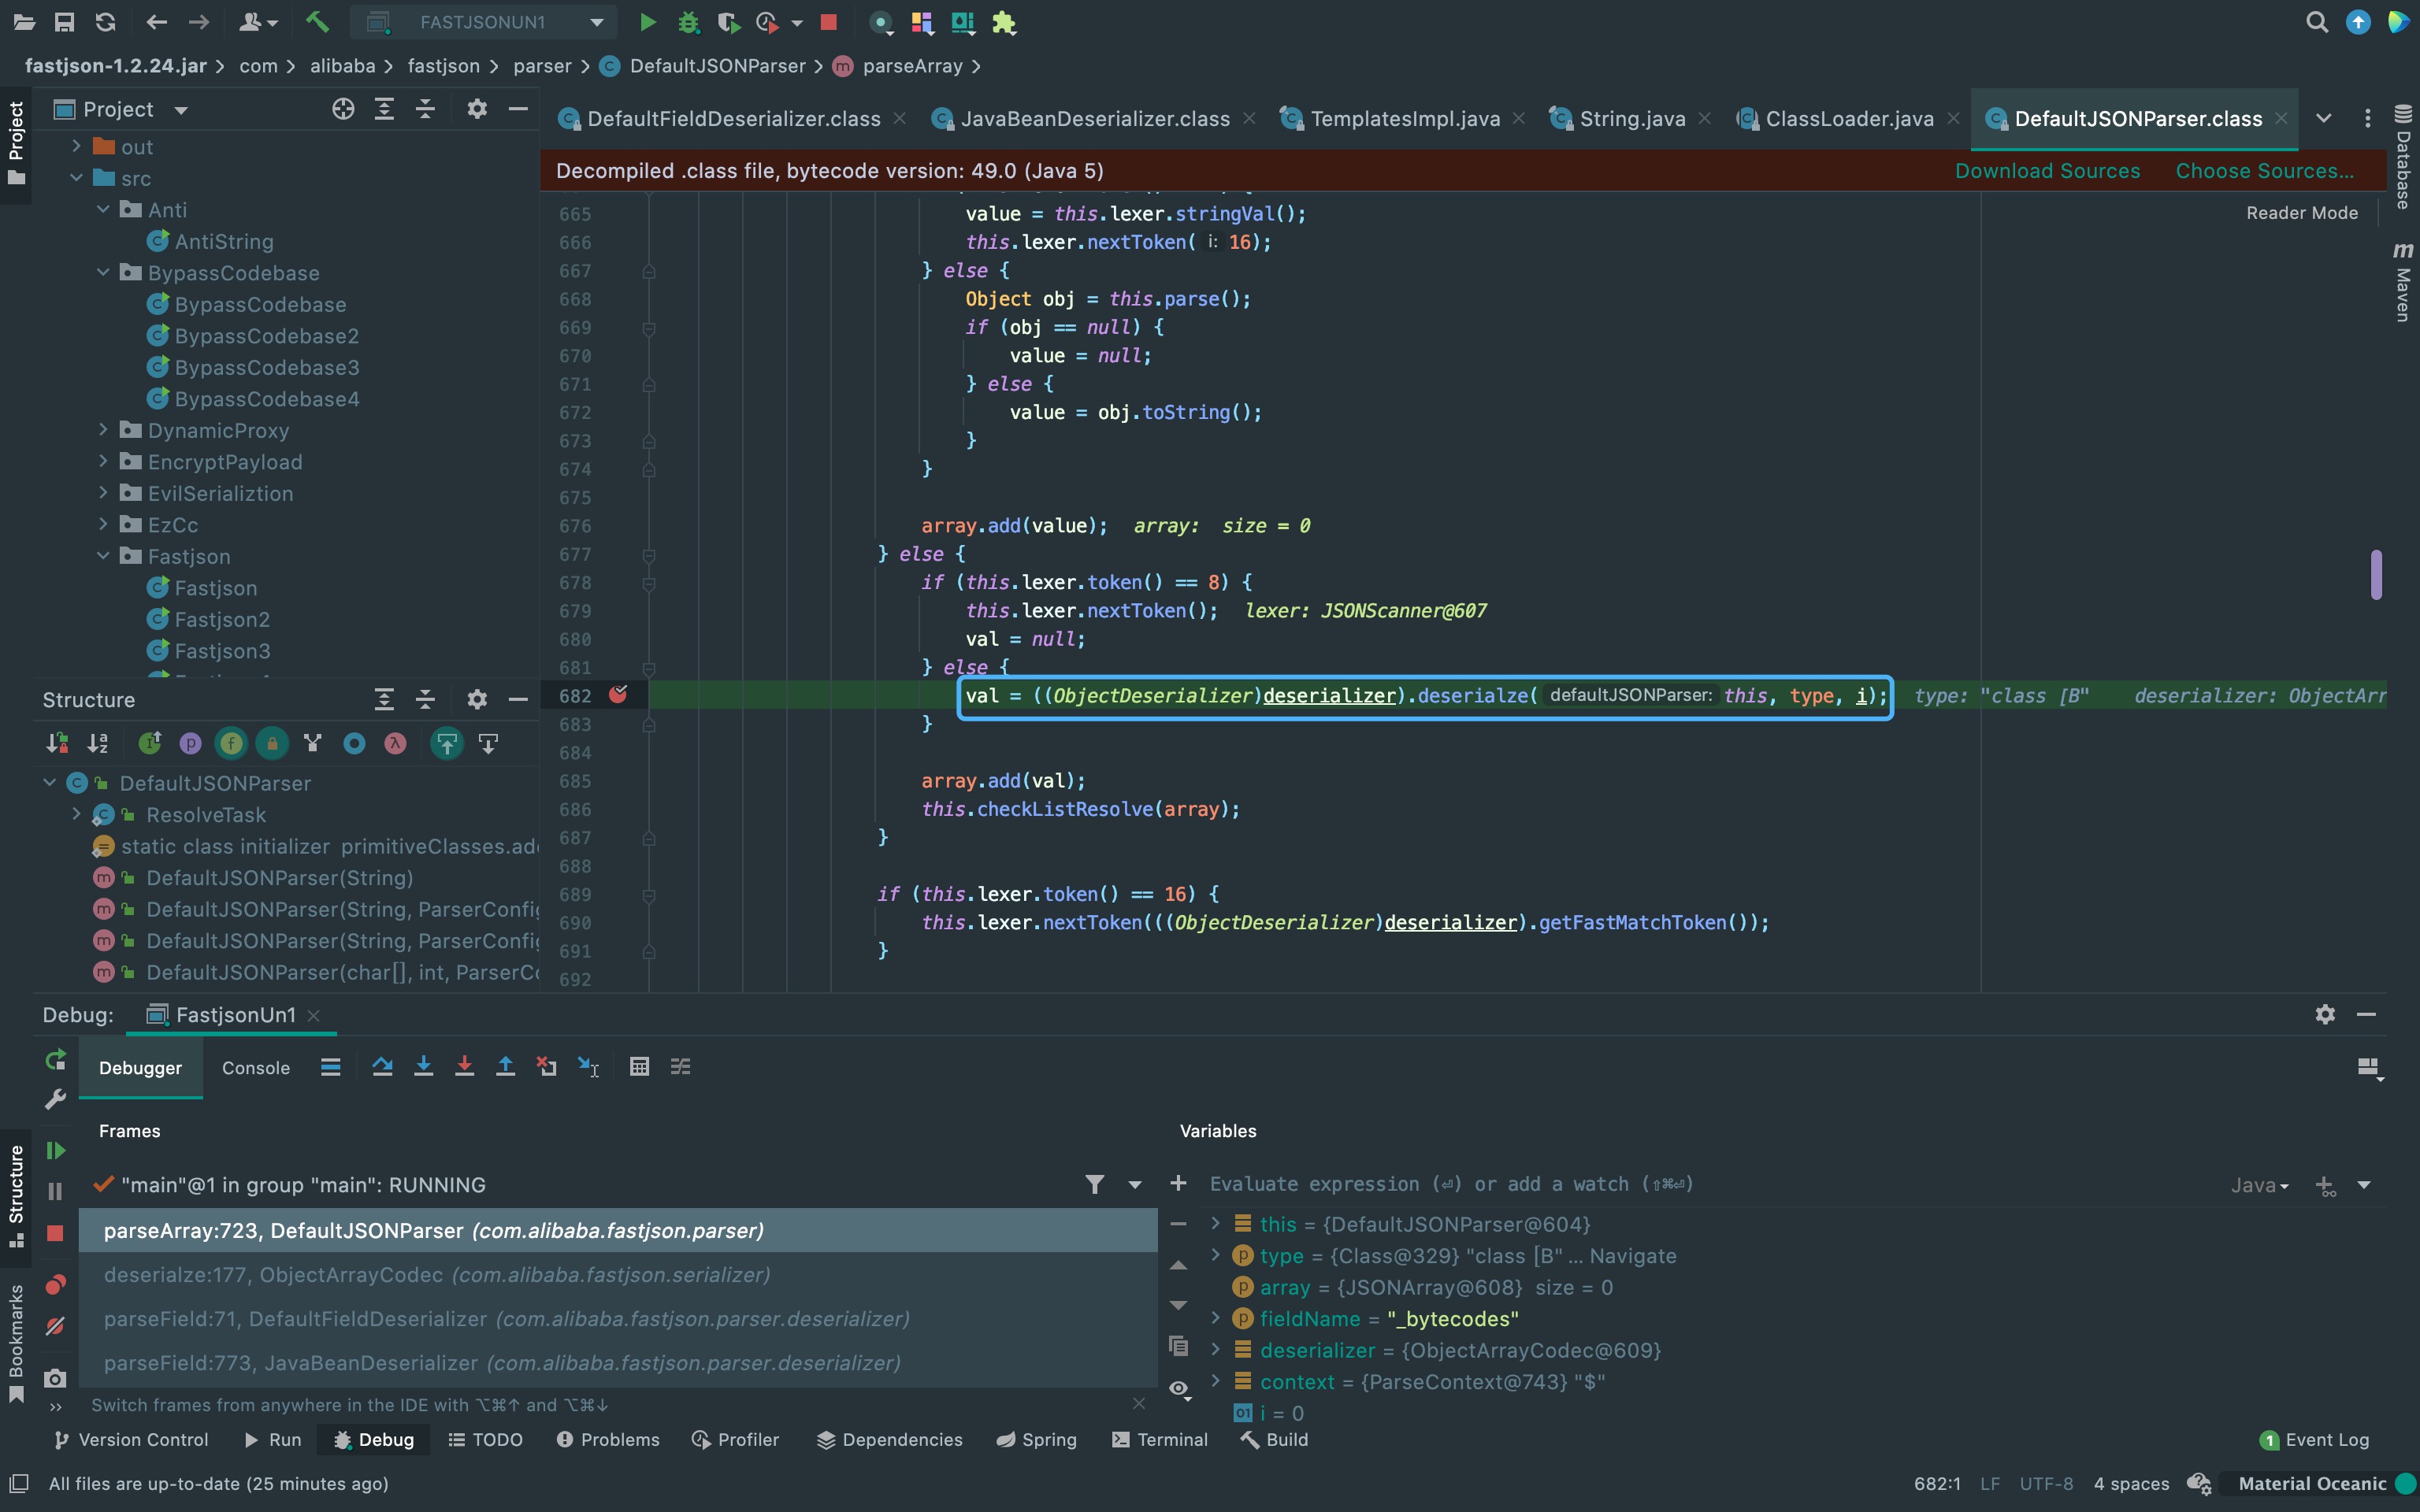 FASTJSONUN1
fastjson-1.2.24.jar com alibaba fastjson parser DefaultJSONParser parseArray
Project
DefaultFieldDeserializer.class JavaBeanDeserializer.class TemplatesImpl.java String.java ClassLoader.java DefaultJSONParser.class
Decompiled .class file, bytecode version: 49.0 (Java 5) Download Sources Choose Sources...
Reader Mode
Project
Database
Maven
out
src
Anti
AntiString
BypassCodebase
BypassCodebase
BypassCodebase2
BypassCodebase3
BypassCodebase4
DynamicProxy
EncryptPayload
EvilSerializtion
EzCc
Fastjson
Fastjson
Fastjson2
Fastjson3
665 value = this.lexer.stringVal();
666 this.lexer.nextToken( i: 16);
667 } else {
668 Object obj = this.parse();
669 if (obj == null) {
670 value = null;
671 } else {
672 value = obj.toString();
673 }
674 }
675
676 array.add(value); array: size = 0
677 } else {
678 if (this.lexer.token() == 8) {
679 this.lexer.nextToken(); lexer: JSONScanner@607
680 val = null;
681 } else {
682 val = ((ObjectDeserializer)deserializer).deserialze( defaultJSONParser: this, type, i); type: "class [B" deserializer: ObjectArr
683 }
684
685 array.add(val);
686 this.checkListResolve(array);
687 }
688
689 if (this.lexer.token() == 16) {
690 this.lexer.nextToken(((ObjectDeserializer)deserializer).getFastMatchToken());
691 }
692
Structure
DefaultJSONParser
ResolveTask
static class initializer primitiveClasses.ad
DefaultJSONParser(String)
DefaultJSONParser(String, ParserConfi
DefaultJSONParser(String, ParserConfi
DefaultJSONParser(char[], int, ParserC
Debug: FastjsonUn1
Debugger Console
Frames
"main"@1 in group "main": RUNNING
parseArray:723, DefaultJSONParser (com.alibaba.fastjson.parser)
deserialze:177, ObjectArrayCodec (com.alibaba.fastjson.serializer)
parseField:71, DefaultFieldDeserializer (com.alibaba.fastjson.parser.deserializer)
parseField:773, JavaBeanDeserializer (com.alibaba.fastjson.parser.deserializer)
Switch frames from anywhere in the IDE with ⌥⌘↑ and ⌥⌘↓
Variables
Evaluate expression (⏎) or add a watch (⇧⌘⏎) Java
this = {DefaultJSONParser@604}
type = {Class@329} "class [B" ... Navigate
array = {JSONArray@608} size = 0
fieldName = "_bytecodes"
deserializer = {ObjectArrayCodec@609}
context = {ParseContext@743} "$"
i = 0
Structure
Bookmarks
Version Control Run Debug TODO Problems Profiler Dependencies Spring Terminal Build 1 Event Log
All files are up-to-date (25 minutes ago) 682:1 LF UTF-8 4 spaces Material Oceanic